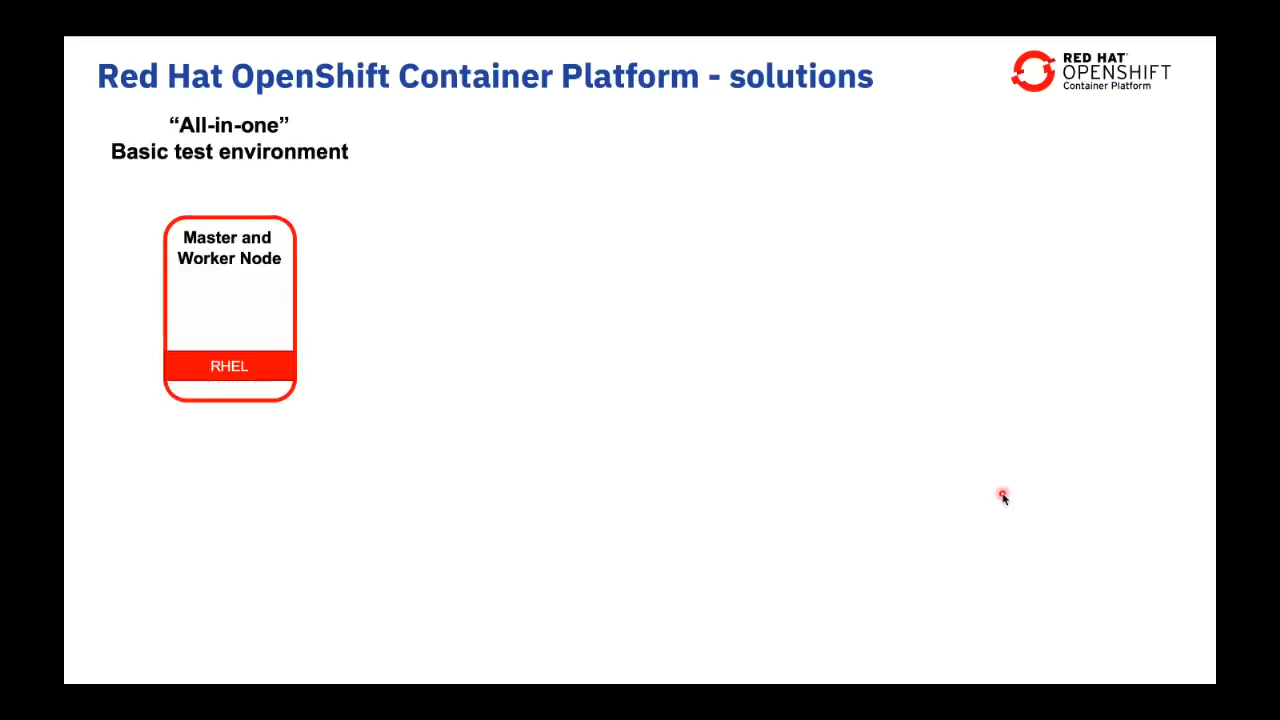 Red Hat OpenShift Container Platform - solutions
RED HAT
OPENSHIFT
Container Platform
“All-in-one”
Basic test environment
Master and
Worker Node
RHEL